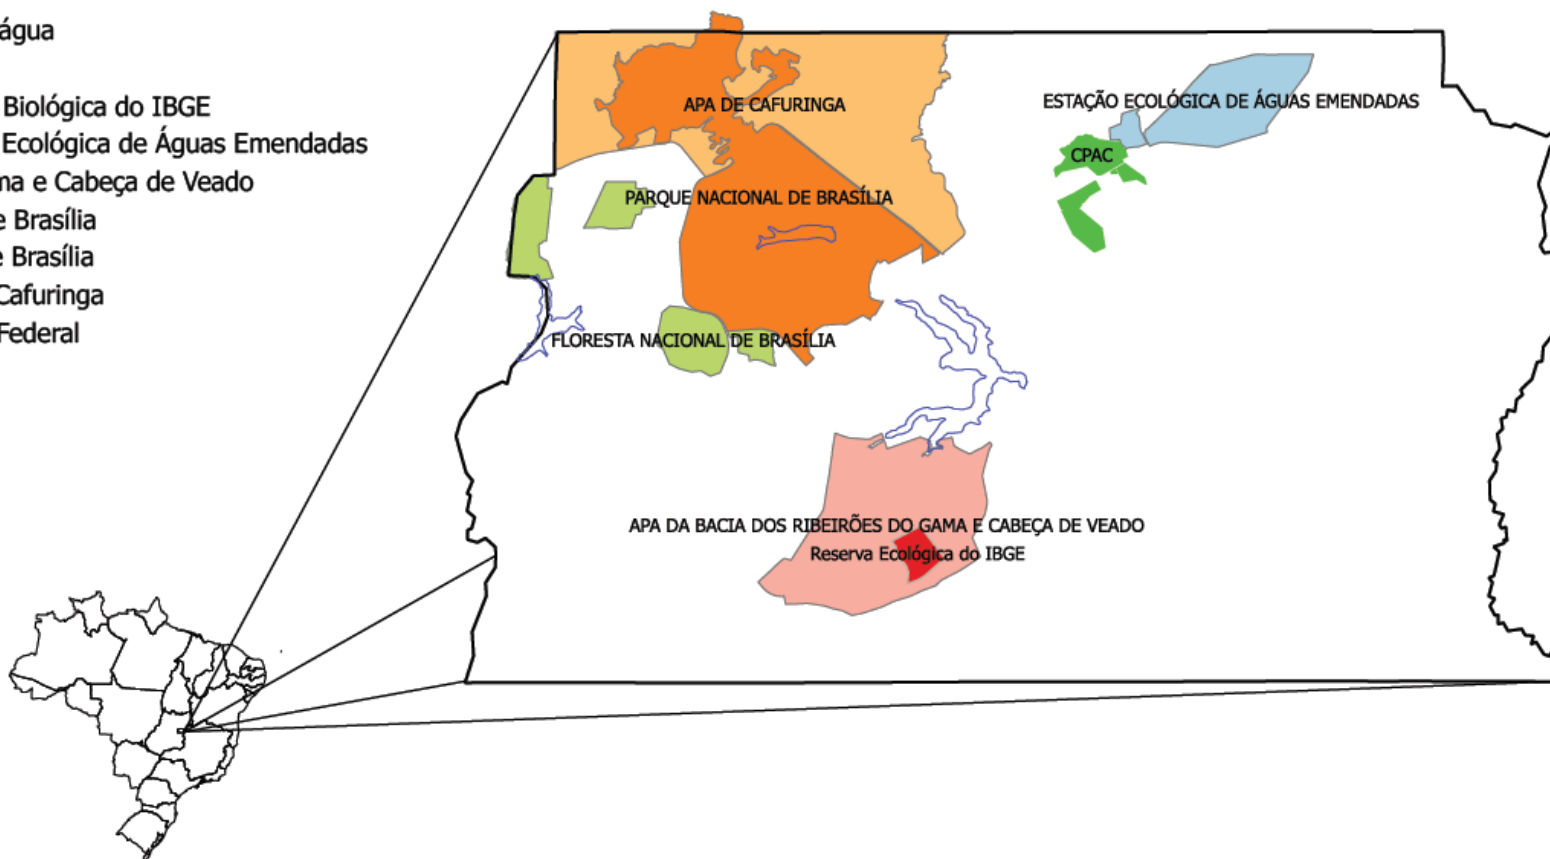 água
Biológica do IBGE
Ecológica de Águas Emendadas
na e Cabeça de Veado
e Brasília
e Brasília
Cafuringa
Federal
APA DE CAFURINGA
ESTAÇÃO ECOLÓGICA DE ÁGUAS EMENDADAS
CPAC
PARQUE NACIONAL DE BRASÍLIA
FLORESTA NACIONAL DE BRASÍLIA
APA DA BACIA DOS RIBEIRÕES DO GAMA E CABEÇA DE VEADO
Reserva Ecológica do IBGE